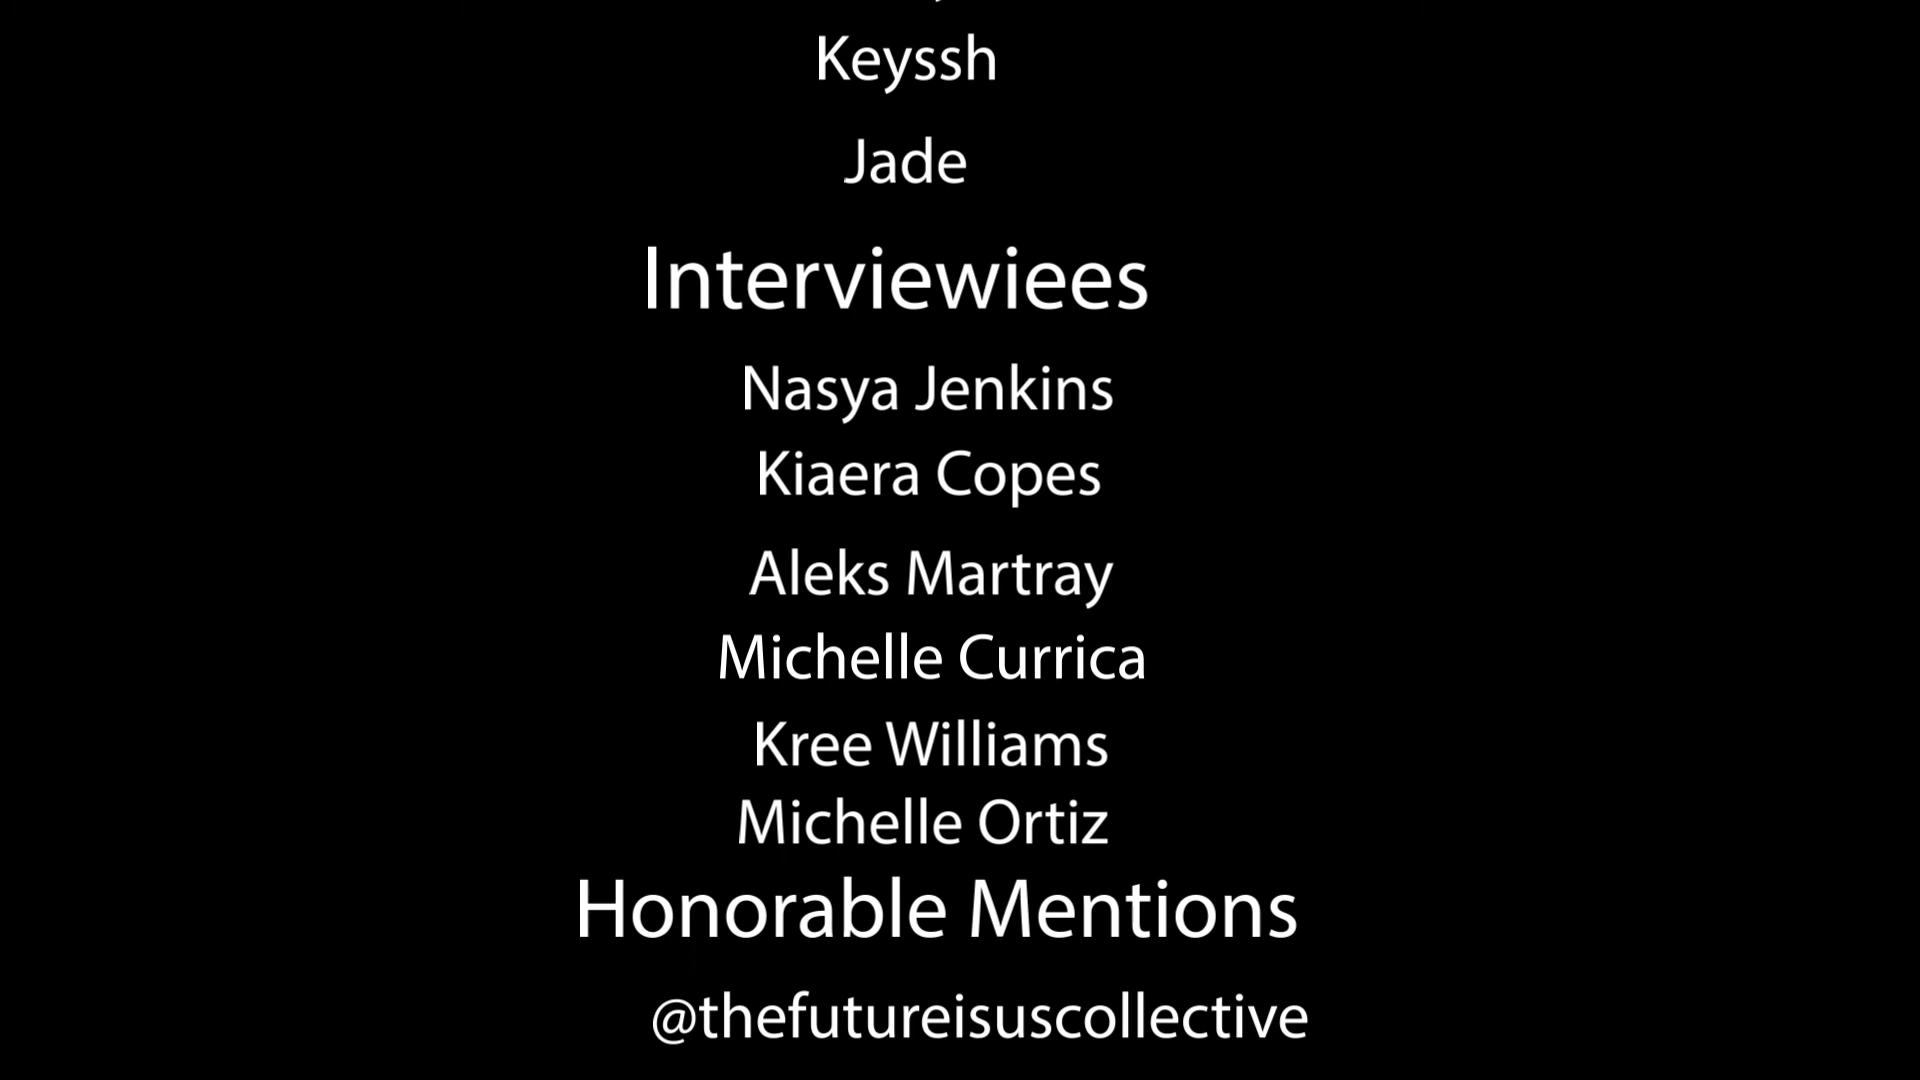 Keyssh
Jade
Interviewiees
Nasya Jenkins
Kiaera Copes
Aleks Martray
Michelle Currica
Kree Williams
Michelle Ortiz
Honorable Mentions
@thefutureisuscollective